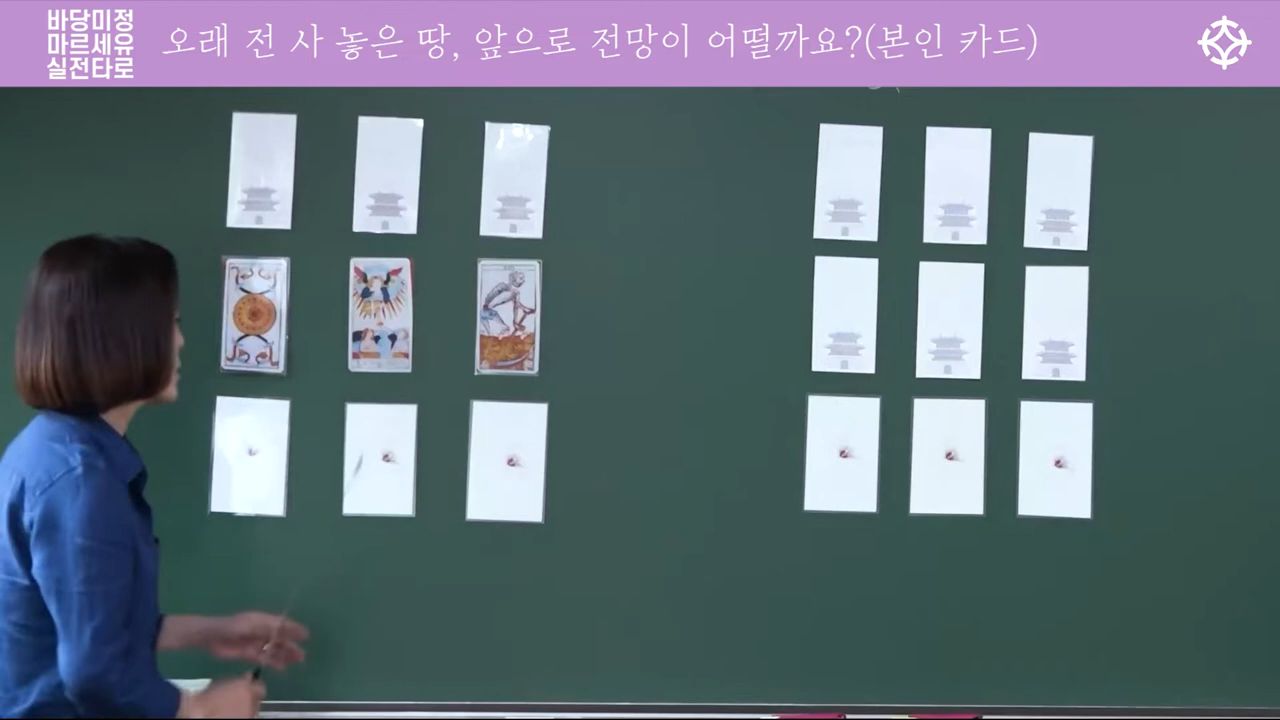 바당미정
마르세유
실전타로
오래 전 사 놓은 땅, 앞으로 전망이 어떨까요?(본인 카드)